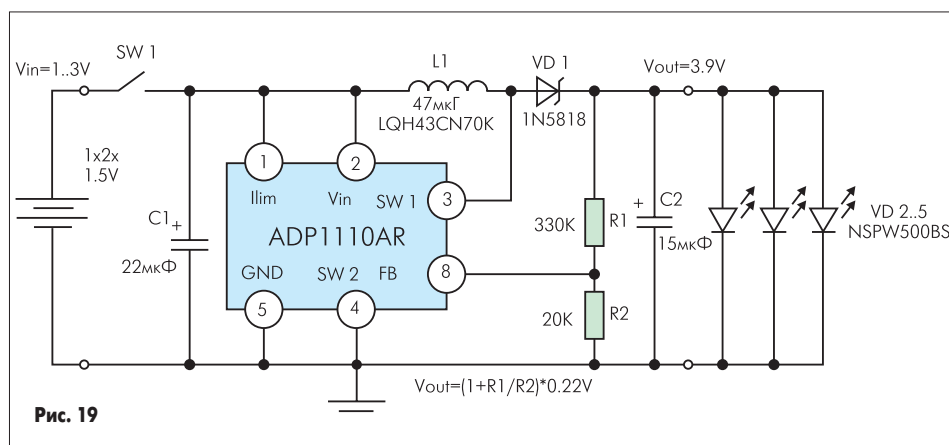 SW 1
Vin=1..3V
L1
VD 1
Vout=3.9V
47мкГ
LQH43CN70K
1N5818
1x2x
1.5V
1
2
Ilim
Vin
SW 1
3
C1
+
22мкФ
ADP1110AR
330K
R1
+
C2
15мкФ
VD 2..5
NSPW500BS
GND
SW 2
FB
8
5
4
20K
R2
Vout=(1+R1/R2)*0.22V
Рис. 19